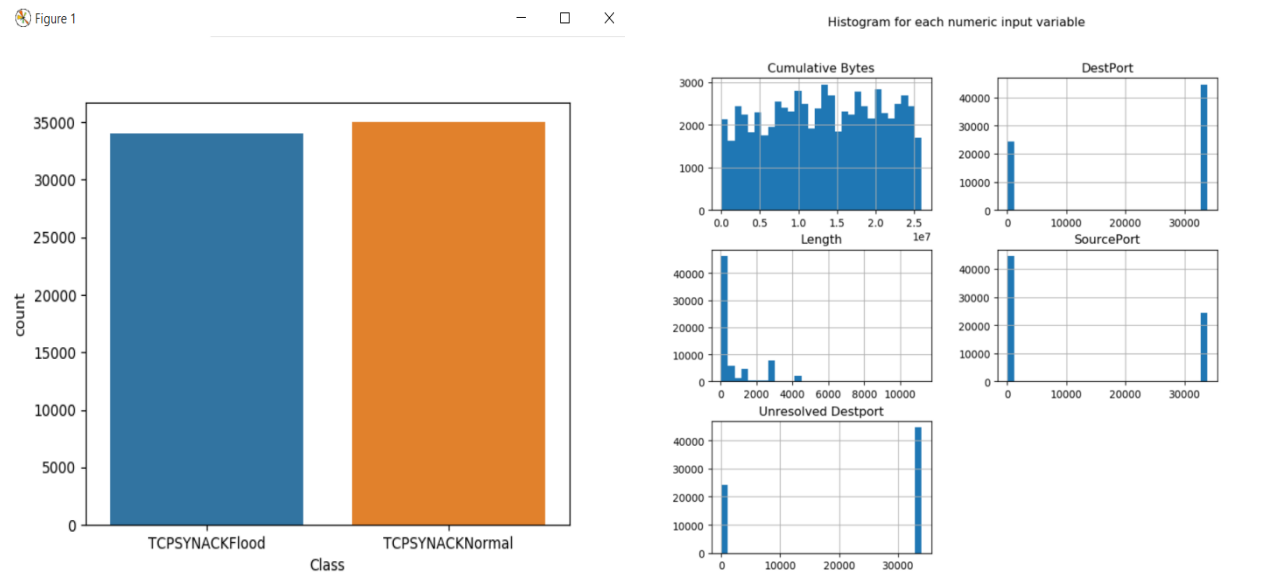 Figure 1
35000
30000
25000
20000
15000
10000
5000
0
count
TCPSYNACKFlood TCPSYNACKNormal
Class
Histogram for each numeric input variable
Cumulative Bytes
3000
2000
1000
0
0.0 0.5 1.0 1.5 2.0 2.5
1e7
DestPort
40000
30000
20000
10000
0
0 10000 20000 30000
Length
40000
30000
20000
10000
0
0 2000 4000 6000 8000 10000
SourcePort
40000
30000
20000
10000
0
0 10000 20000 30000
Unresolved Destport
40000
30000
20000
10000
0
0 10000 20000 30000